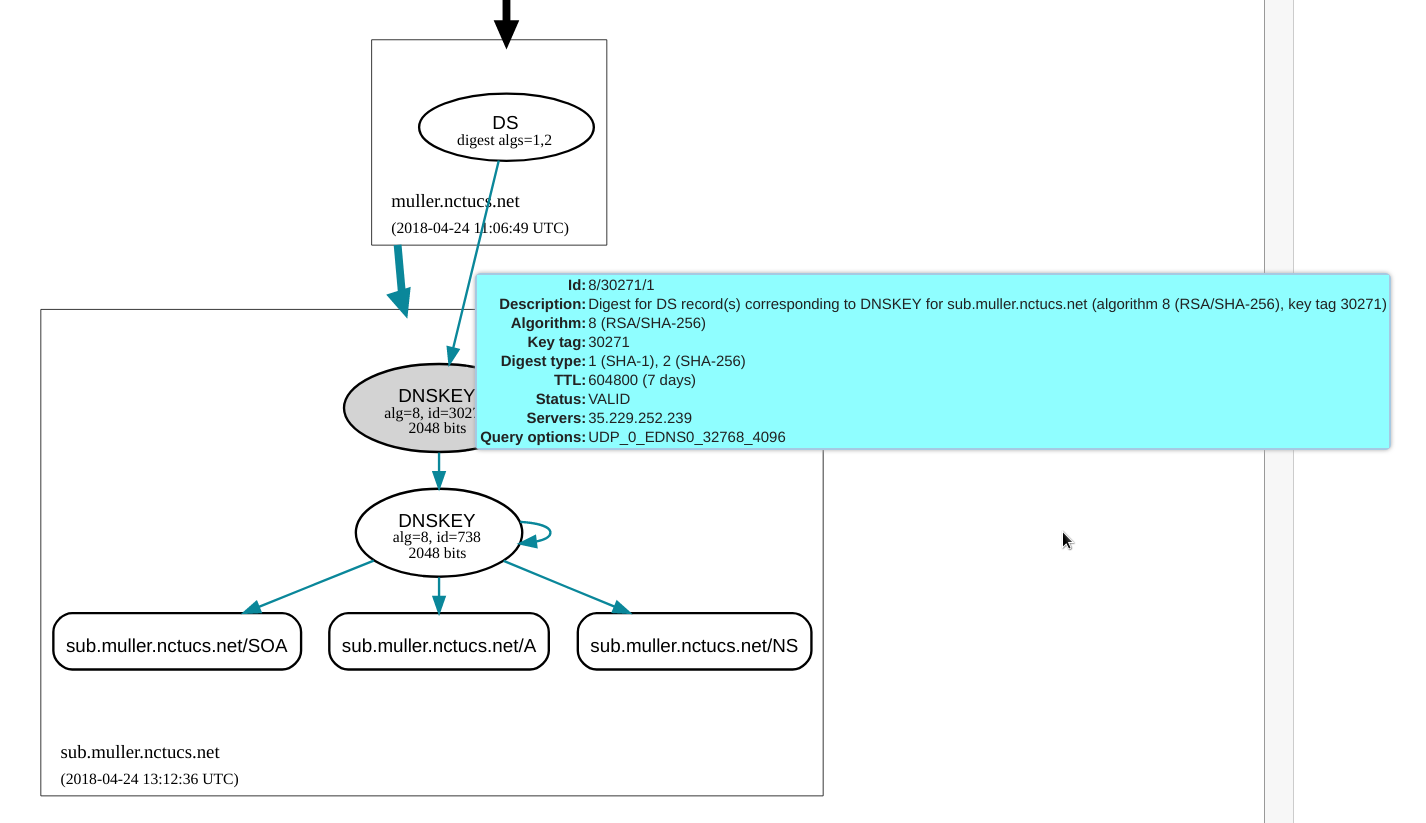 DS
digest algs=1,2
muller.nctucs.net
(2018-04-24 11:06:49 UTC)
Id: 8/30271/1
Description: Digest for DS record(s) corresponding to DNSKEY for sub.muller.nctucs.net (algorithm 8 (RSA/SHA-256), key tag 30271)
Algorithm: 8 (RSA/SHA-256)
Key tag: 30271
Digest type: 1 (SHA-1), 2 (SHA-256)
TTL: 604800 (7 days)
Status: VALID
Servers: 35.229.252.239
Query options: UDP_0_EDNS0_32768_4096
DNSKEY
alg=8,
2048 bits
DNSKEY
alg=8, id=738
2048 bits
sub.muller.nctucs.net/SOA
sub.muller.nctucs.net/A
sub.muller.nctucs.net/NS
sub.muller.nctucs.net
(2018-04-24 13:12:36 UTC)